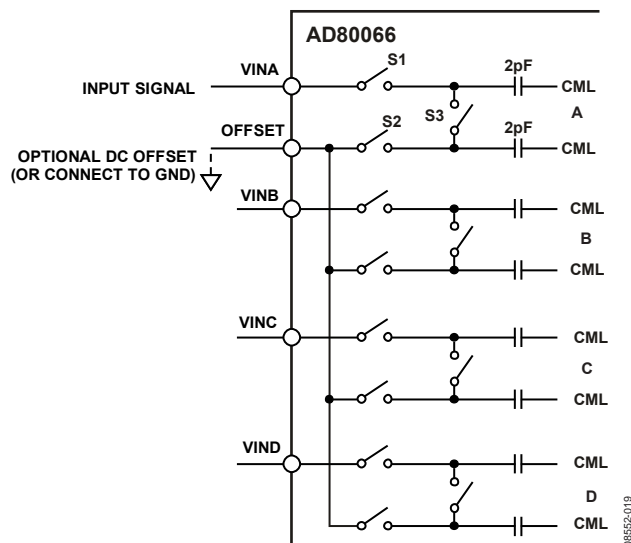 AD80066
S1
VINA
2pF
INPUT SIGNAL
CML
A
S3
OFFSET
S2
2pF
CML
OPTIONAL DC OFFSET
(OR CONNECT TO GND)
VINB
CML
B
CML
VINC
CML
C
CML
VIND
CML
D
CML
08552-019